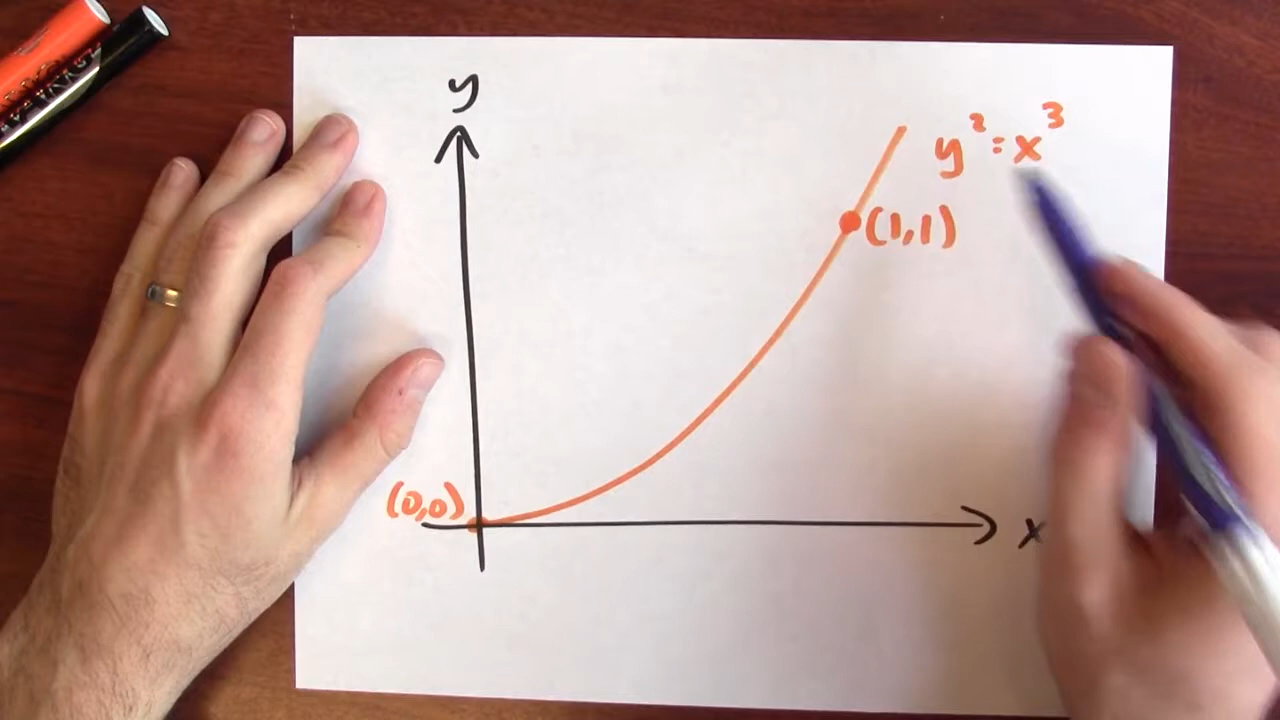 y
y² = x³
(1,1)
(0,0)
x